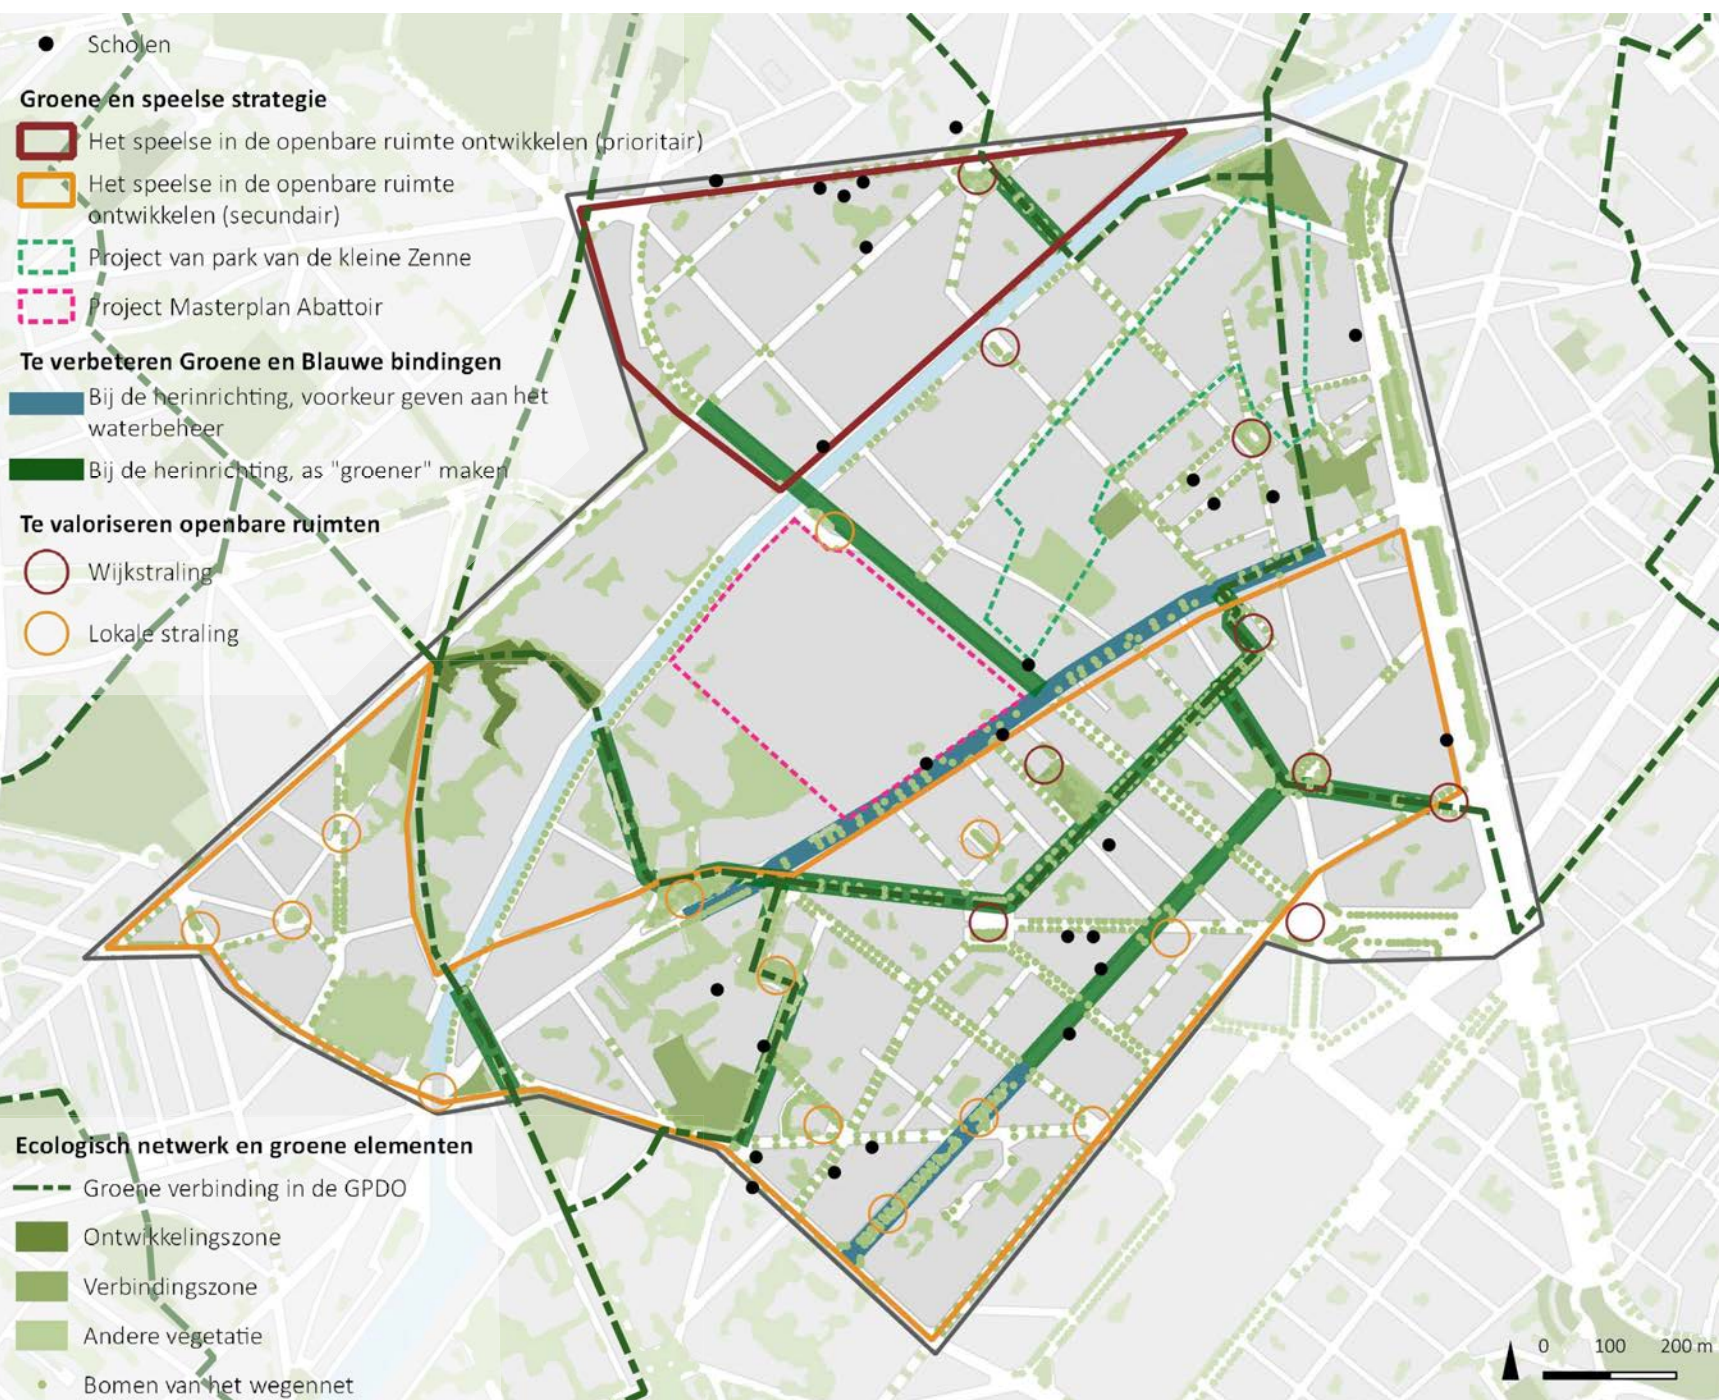 Scholen
Groene en speelse strategie
Het speelse in de openbare ruimte ontwikkelen (prioritair)
Het speelse in de openbare ruimte
ontwikkelen (secundair)
Project van park van de kleine Zenne
Project Masterplan Abattoir
Te verbeteren Groene en Blauwe bindingen
Bij de herinrichting, voorkeur geven aan het
waterbeheer
Bij de herinrichting, as "groener" maken
Te valoriseren openbare ruimten
Wijkstraling
Lokale straling
Ecologisch netwerk en groene elementen
Groene verbinding in de GPDO
Ontwikkelingszone
Verbindingszone
Andere vegetatie
Bomen van het wegennet
0 100 200 m